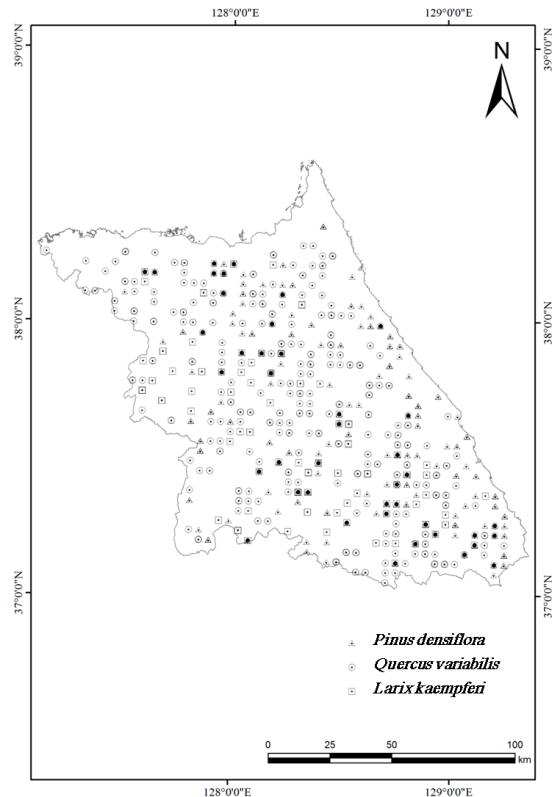 128°0'0"E 129°0'0"E
39°0'0"N 39°0'0"N
N
38°0'0"N 38°0'0"N
37°0'0"N 37°0'0"N
Pinus densiflora
Quercus variabilis
Larix kaempferi
0 25 50 100
km
128°0'0"E 129°0'0"E